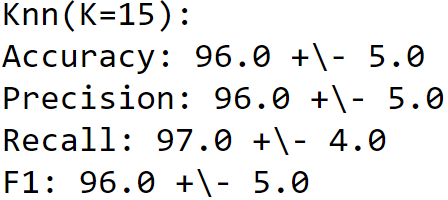 Knn(K=15):
Accuracy: 96.0 +\- 5.0
Precision: 96.0 +\- 5.0
Recall: 97.0 +\- 4.0
F1: 96.0 +\- 5.0